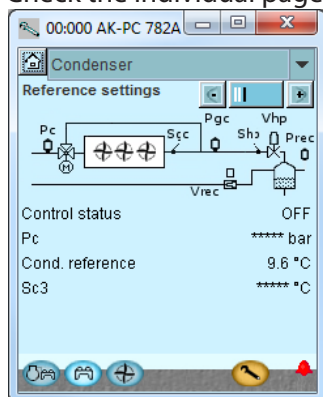 Check the individual page
00:000 AK-PC 782A
Condenser
Reference settings
Pgc Vhp
Pc Scc Shp Prec
M
Vrec
Control status OFF
Pc ***** bar
Cond. reference 9.6 °C
Sc3 ***** °C